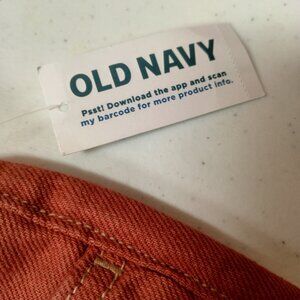 OLD NAVY
Psst! Download the app and scan
my barcode for more product info.